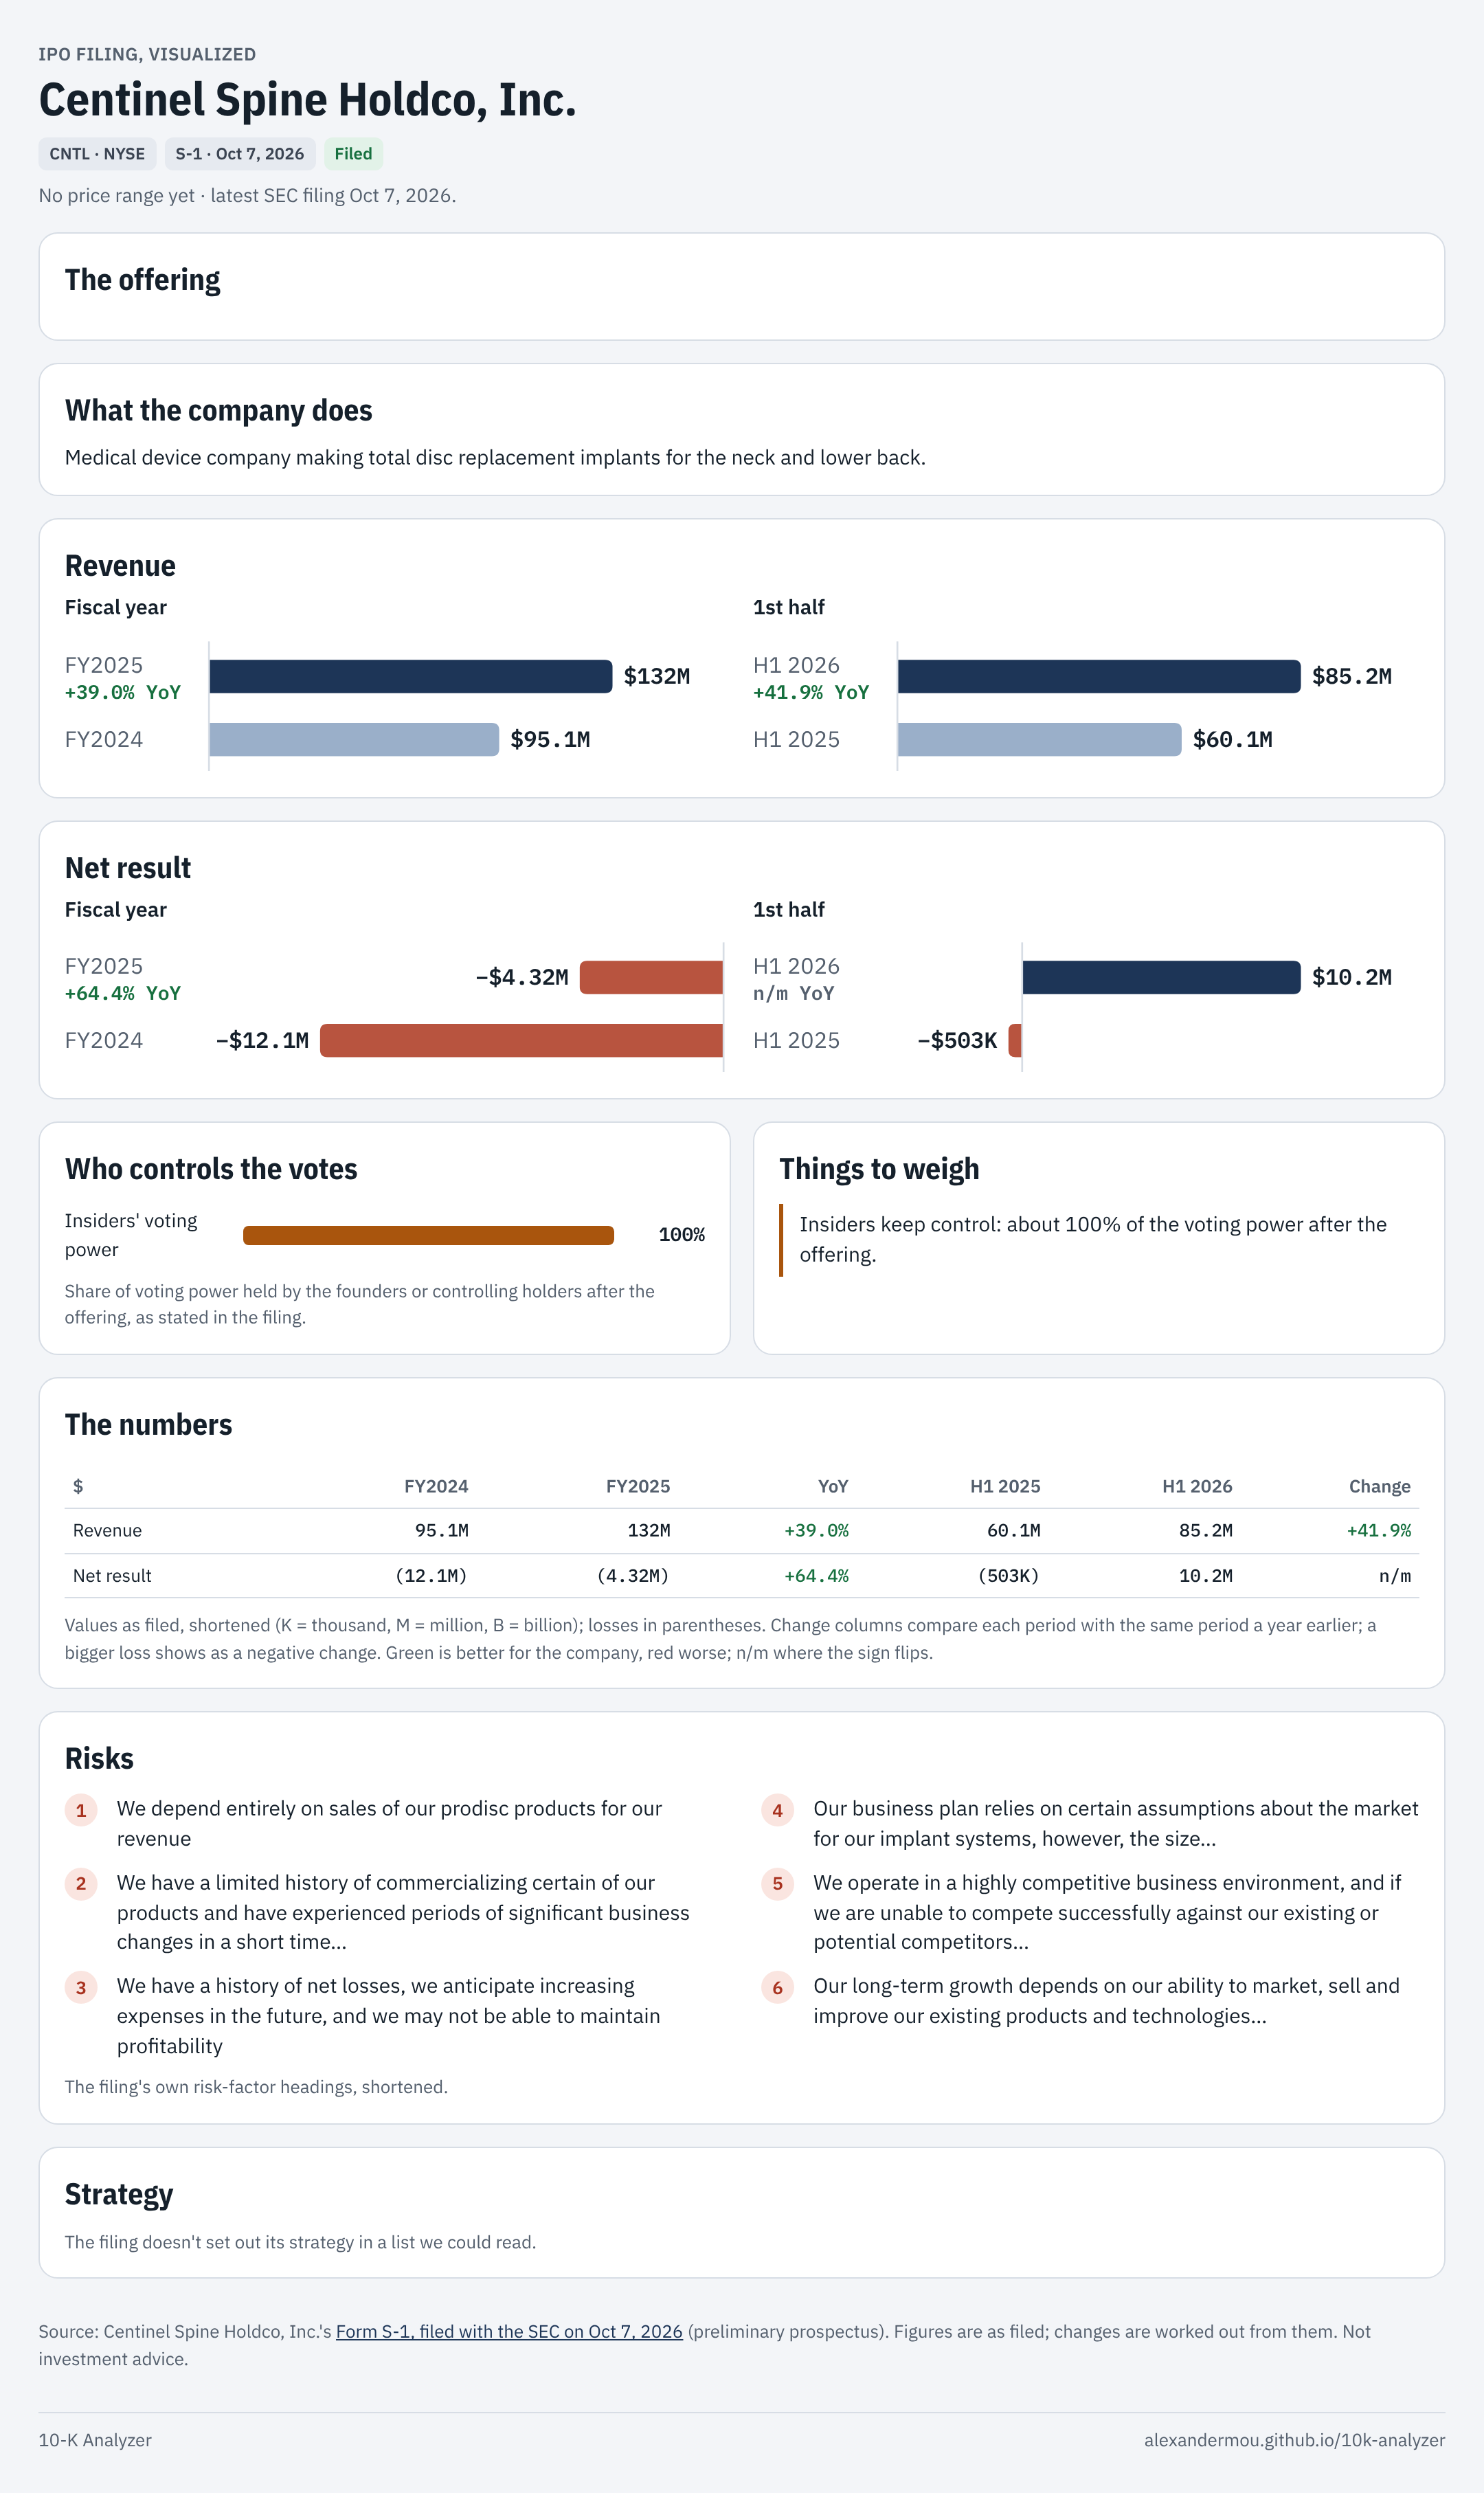 IPO FILING, VISUALIZED
Centinel Spine Holdco, Inc.
CNTL · NYSE
S-1 · Oct 7, 2026
Filed
No price range yet · latest SEC filing Oct 7, 2026.
The offering
What the company does
Medical device company making total disc replacement implants for the neck and lower back.
Revenue
Fiscal year
FY2025
+39.0% YoY
$132M
FY2024
$95.1M
1st half
H1 2026
+41.9% YoY
$85.2M
H1 2025
$60.1M
Net result
Fiscal year
FY2025
+64.4% YoY
−$4.32M
FY2024
−$12.1M
1st half
H1 2026
n/m YoY
$10.2M
H1 2025
−$503K
Who controls the votes
Insiders' voting
power
100%
Share of voting power held by the founders or controlling holders after the
offering, as stated in the filing.
Things to weigh
Insiders keep control: about 100% of the voting power after the
offering.
The numbers
$ FY2024 FY2025 YoY H1 2025 H1 2026 Change
Revenue 95.1M 132M +39.0% 60.1M 85.2M +41.9%
Net result (12.1M) (4.32M) +64.4% (503K) 10.2M n/m
Values as filed, shortened (K = thousand, M = million, B = billion); losses in parentheses. Change columns compare each period with the same period a year earlier; a
bigger loss shows as a negative change. Green is better for the company, red worse; n/m where the sign flips.
Risks
1 We depend entirely on sales of our prodisc products for our
revenue
2 We have a limited history of commercializing certain of our
products and have experienced periods of significant business
changes in a short time...
3 We have a history of net losses, we anticipate increasing
expenses in the future, and we may not be able to maintain
profitability
4 Our business plan relies on certain assumptions about the market
for our implant systems, however, the size...
5 We operate in a highly competitive business environment, and if
we are unable to compete successfully against our existing or
potential competitors...
6 Our long-term growth depends on our ability to market, sell and
improve our existing products and technologies...
The filing's own risk-factor headings, shortened.
Strategy
The filing doesn't set out its strategy in a list we could read.
Source: Centinel Spine Holdco, Inc.'s Form S-1, filed with the SEC on Oct 7, 2026 (preliminary prospectus). Figures are as filed; changes are worked out from them. Not
investment advice.
10-K Analyzer
alexandermou.github.io/10k-analyzer